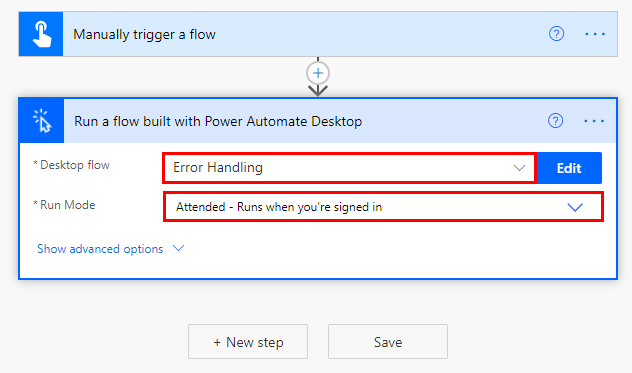 Manually trigger a flow
Run a flow built with Power Automate Desktop
* Desktop flow
Error Handling
Edit
* Run Mode
Attended - Runs when you're signed in
Show advanced options
+ New step
Save